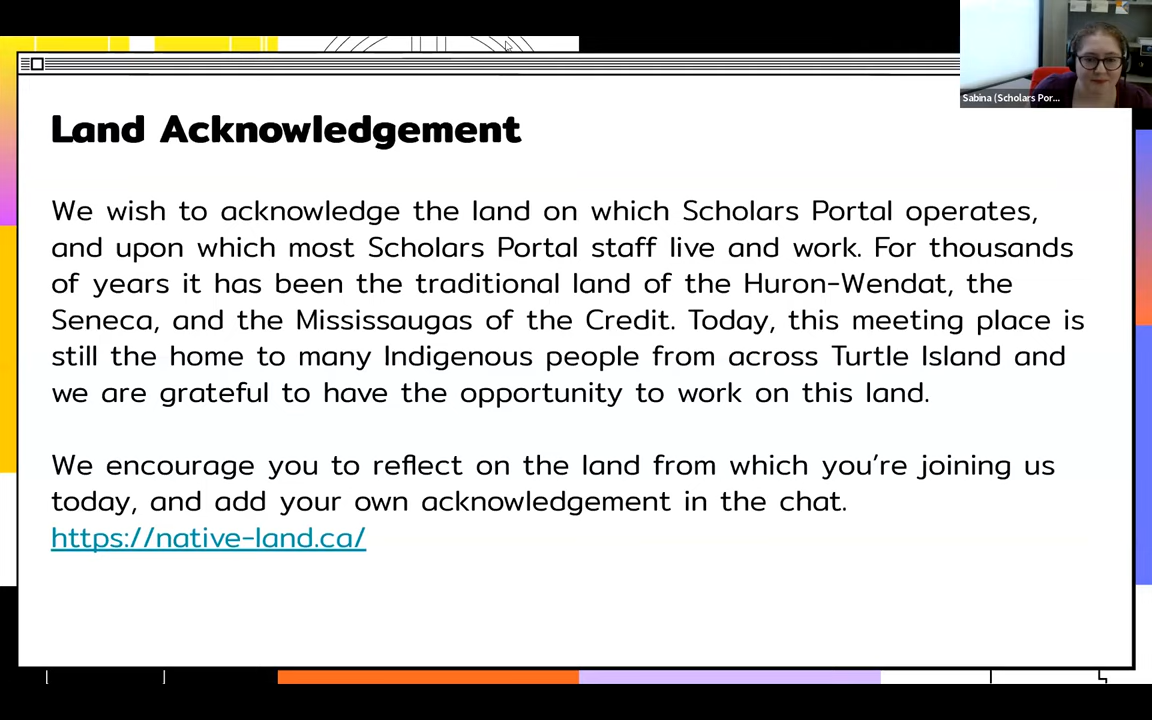 Sabina (Scholars Por...
Land Acknowledgement
We wish to acknowledge the land on which Scholars Portal operates,
and upon which most Scholars Portal staff live and work. For thousands
of years it has been the traditional land of the Huron-Wendat, the
Seneca, and the Mississaugas of the Credit. Today, this meeting place is
still the home to many Indigenous people from across Turtle Island and
we are grateful to have the opportunity to work on this land.
We encourage you to reflect on the land from which you’re joining us
today, and add your own acknowledgement in the chat.
https://native-land.ca/